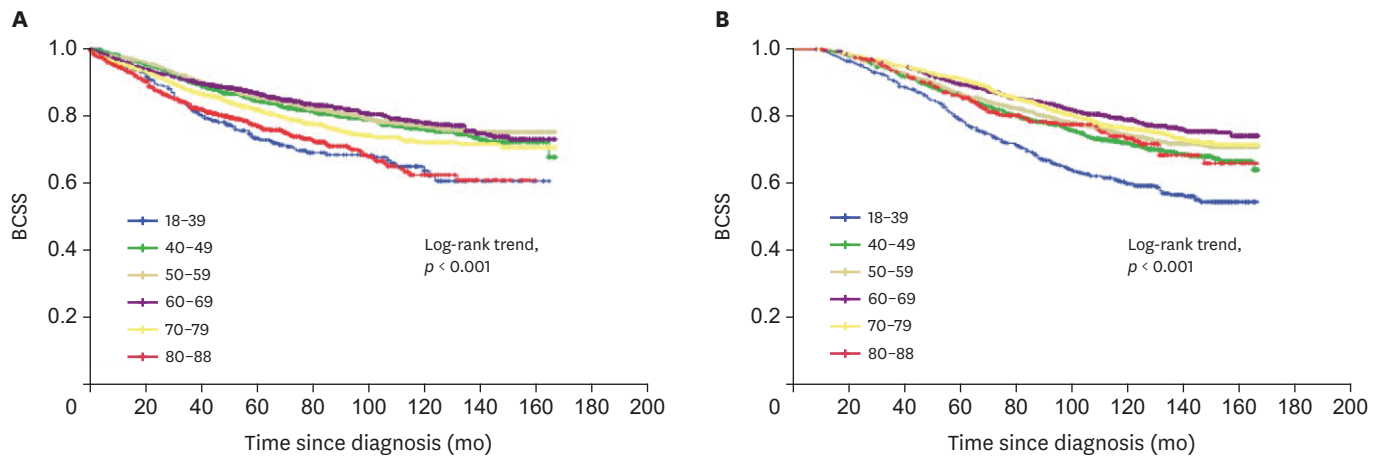 A
1.0
0.8
0.6
0.4
0.2
BCSS
18–39
40–49
50–59
60–69
70–79
80–88
Log-rank trend,
p < 0.001
0 20 40 60 80 100 120 140 160 180 200
Time since diagnosis (mo)
B
1.0
0.8
0.6
0.4
0.2
BCSS
18–39
40–49
50–59
60–69
70–79
80–88
Log-rank trend,
p < 0.001
0 20 40 60 80 100 120 140 160 180 200
Time since diagnosis (mo)